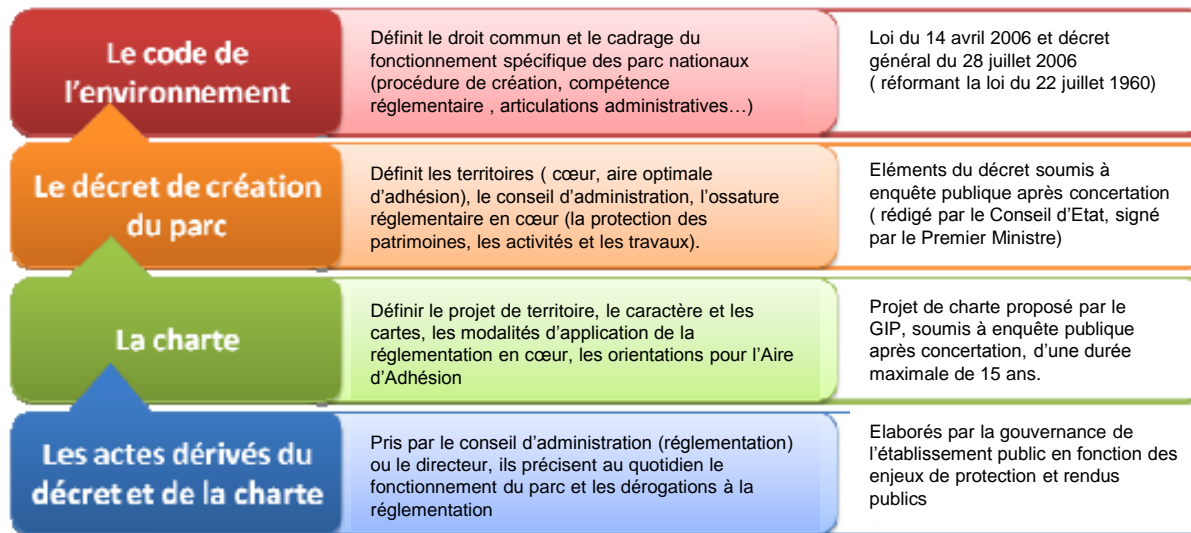 Le code de
l'environnement
Définit le droit commun et le cadrage du
fonctionnement spécifique des parc nationaux
(procédure de création, compétence
réglementaire , articulations administratives…)
Loi du 14 avril 2006 et décret
général du 28 juillet 2006
( réformant la loi du 22 juillet 1960)
Le décret de création
du parc
Définit les territoires ( cœur, aire optimale
d'adhésion), le conseil d'administration, l'ossature
réglementaire en cœur (la protection des
patrimoines, les activités et les travaux).
Eléments du décret soumis à
enquête publique après concertation
( rédigé par le Conseil d'Etat, signé
par le Premier Ministre)
La charte
Définir le projet de territoire, le caractère et les
cartes, les modalités d'application de la
réglementation en cœur, les orientations pour l'Aire
d'Adhésion
Projet de charte proposé par le
GIP, soumis à enquête publique
après concertation, d'une durée
maximale de 15 ans.
Les actes dérivés du
décret et de la charte
Pris par le conseil d'administration (réglementation)
ou le directeur, ils précisent au quotidien le
fonctionnement du parc et les dérogations à la
réglementation
Elaborés par la gouvernance de
l'établissement public en fonction des
enjeux de protection et rendus
publics